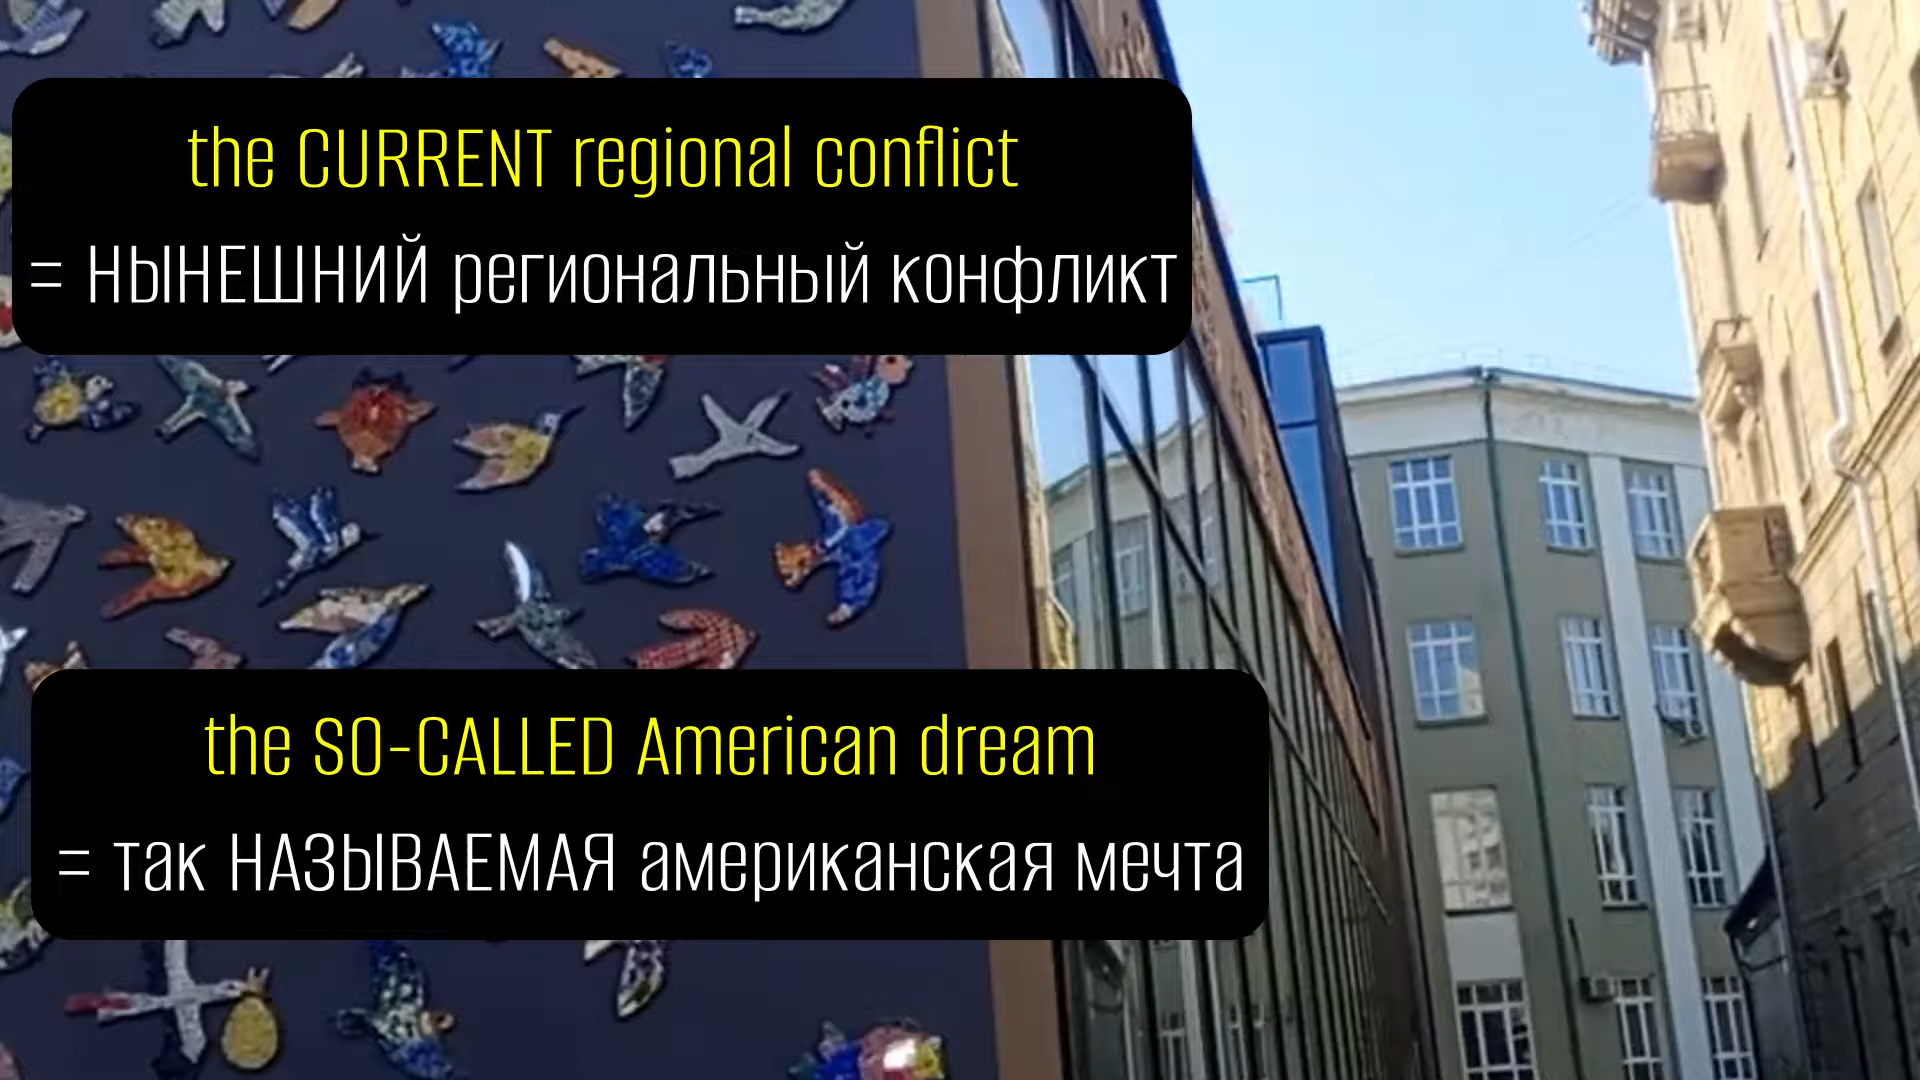 the CURRENT regional conflict
= НЫНЕШНИЙ региональный конфликт
the SO-CALLED American dream
= так НАЗЫВАЕМАЯ американская мечта